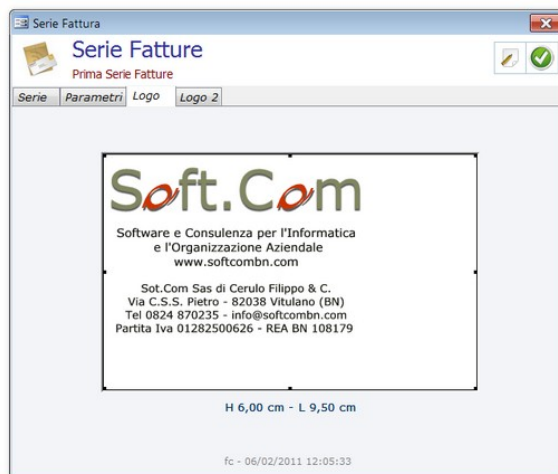 Serie Fattura
Serie Fatture
Prima Serie Fatture
Serie Parametri Logo Logo 2
Soft.Com
Software e Consulenza per l'Informatica
e l'Organizzazione Aziendale
www.softcombn.com
Sot.Com Sas di Cerulo Filippo & C.
Via C.S.S. Pietro - 82038 Vitulano (BN)
Tel 0824 870235 - info@softcombn.com
Partita Iva 01282500626 - REA BN 108179
H 6,00 cm - L 9,50 cm
fc - 06/02/2011 12:05:33